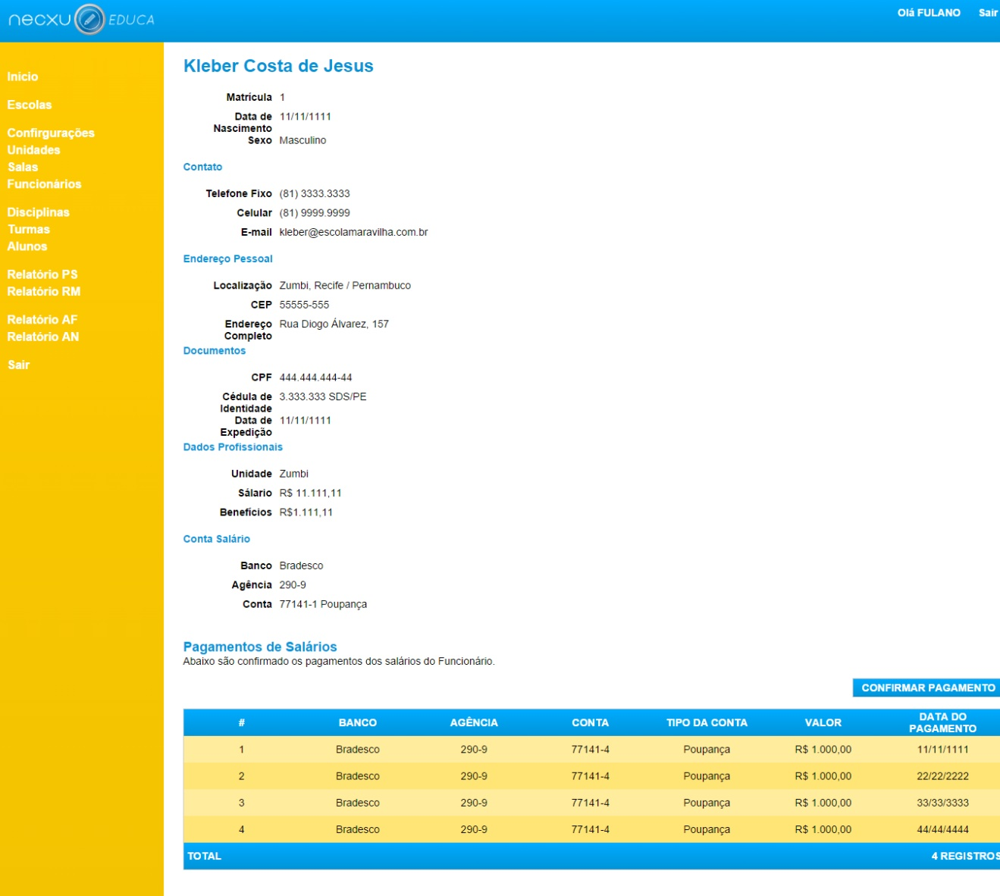 necxu EDUCA
Olá FULANO Sair
Início
Escolas
Confirgurações
Unidades
Salas
Funcionários
Disciplinas
Turmas
Alunos
Relatório PS
Relatório RM
Relatório AF
Relatório AN
Sair
Kleber Costa de Jesus
Matrícula 1
Data de Nascimento 11/11/1111
Sexo Masculino
Contato
Telefone Fixo (81) 3333.3333
Celular (81) 9999.9999
E-mail kleber@escolamaravilha.com.br
Endereço Pessoal
Localização Zumbi, Recife / Pernambuco
CEP 55555-555
Endereço Completo Rua Diogo Álvarez, 157
Documentos
CPF 444.444.444-44
Cédula de Identidade 3.333.333 SDS/PE
Data de Expedição 11/11/1111
Dados Profissionais
Unidade Zumbi
Sálario R$ 11.111,11
Benefícios R$1.111,11
Conta Salário
Banco Bradesco
Agência 290-9
Conta 77141-1 Poupança
Pagamentos de Salários
Abaixo são confirmado os pagamentos dos salários do Funcionário.
CONFIRMAR PAGAMENTO
# BANCO AGÊNCIA CONTA TIPO DA CONTA VALOR DATA DO PAGAMENTO
1 Bradesco 290-9 77141-4 Poupança R$ 1.000,00 11/11/1111
2 Bradesco 290-9 77141-4 Poupança R$ 1.000,00 22/22/2222
3 Bradesco 290-9 77141-4 Poupança R$ 1.000,00 33/33/3333
4 Bradesco 290-9 77141-4 Poupança R$ 1.000,00 44/44/4444
TOTAL 4 REGISTROS